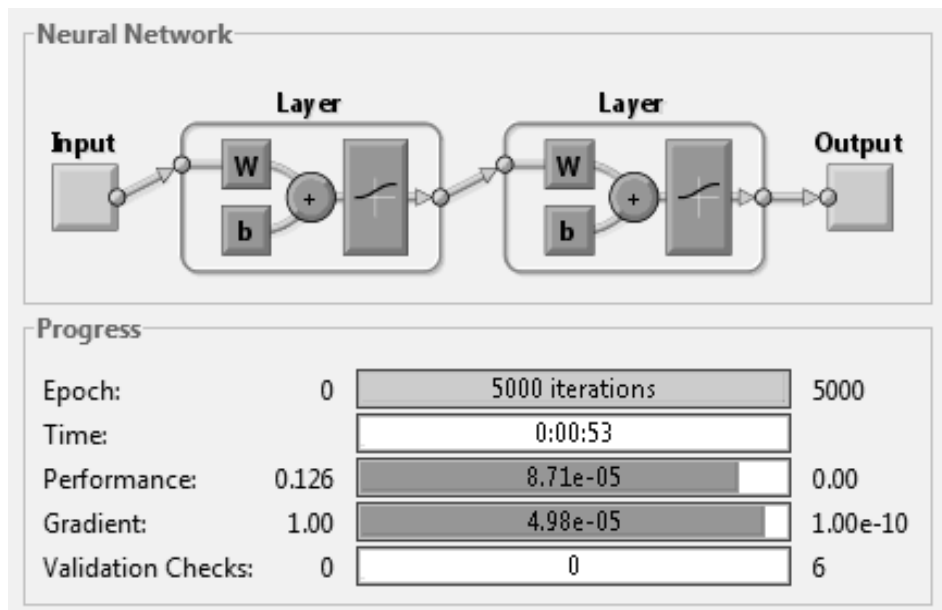 Neural Network
Layer Layer
Input Output
W W
+ +
b b
Progress
Epoch: 0 5000 iterations 5000
Time: 0:00:53
Performance: 0.126 8.71e-05 0.00
Gradient: 1.00 4.98e-05 1.00e-10
Validation Checks: 0 0 6